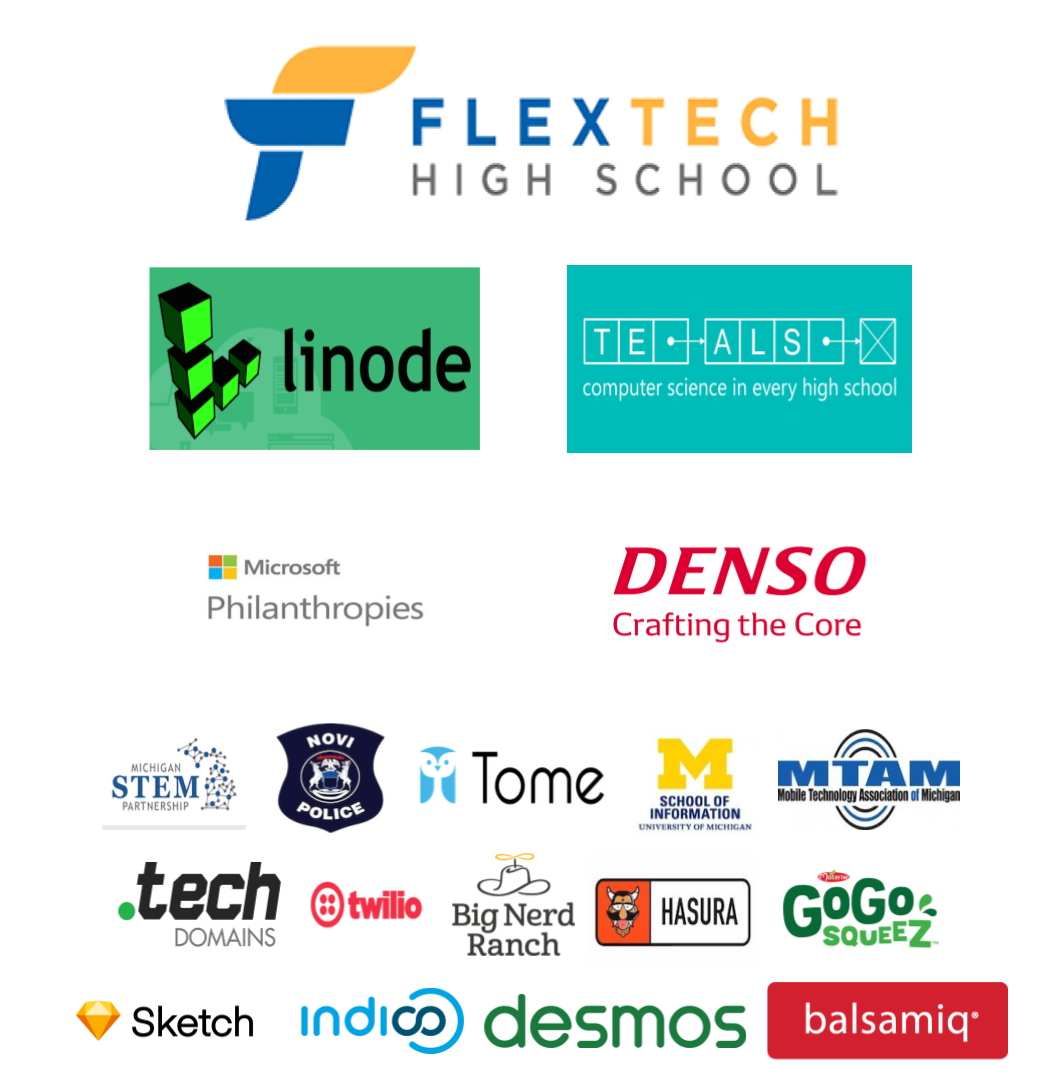 FLEXTECH
HIGH SCHOOL
linode
TE ALS
computer science in every high school
Microsoft
Philanthropies
DENSO
Crafting the Core
MICHIGAN
STEM
PARTNERSHIP
NOVI
POLICE
Tome
M
SCHOOL OF
INFORMATION
UNIVERSITY OF MICHIGAN
MTAM
Mobile Technology Association of Michigan
.tech
DOMAINS
twilio
Big Nerd
Ranch
HASURA
Materne
GoGo
SQUEEZ™
Sketch
indico
desmos
balsamiq®